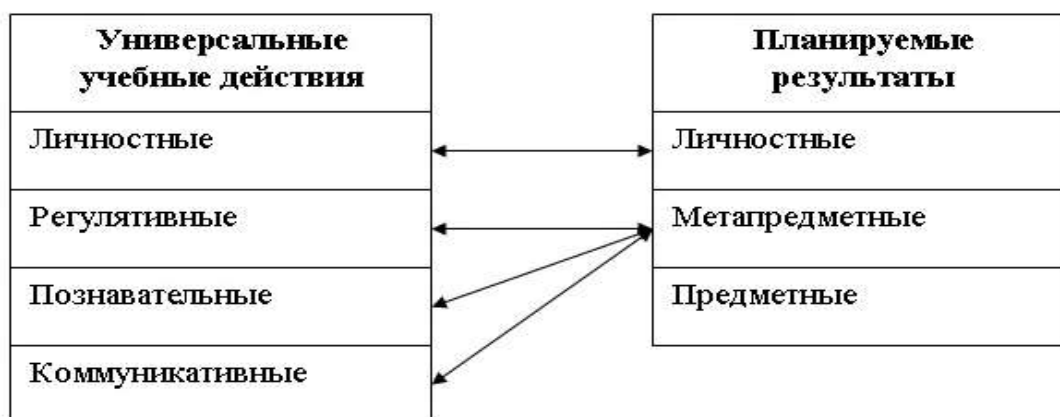 Универсальные
учебные действия
Личностные
Регулятивные
Познавательные
Коммуникативные
Планируемые
результаты
Личностные
Метапредметные
Предметные